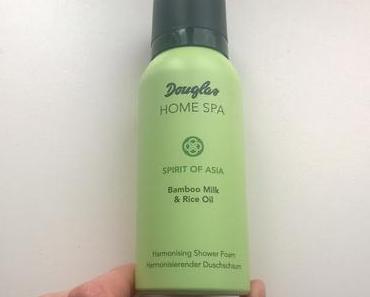 Douglas
HOME SPA
SPIRIT OF ASIA
Bamboo Milk
& Rice Oil
Harmonising Shower Foam
Harmonisierender Duschschaum